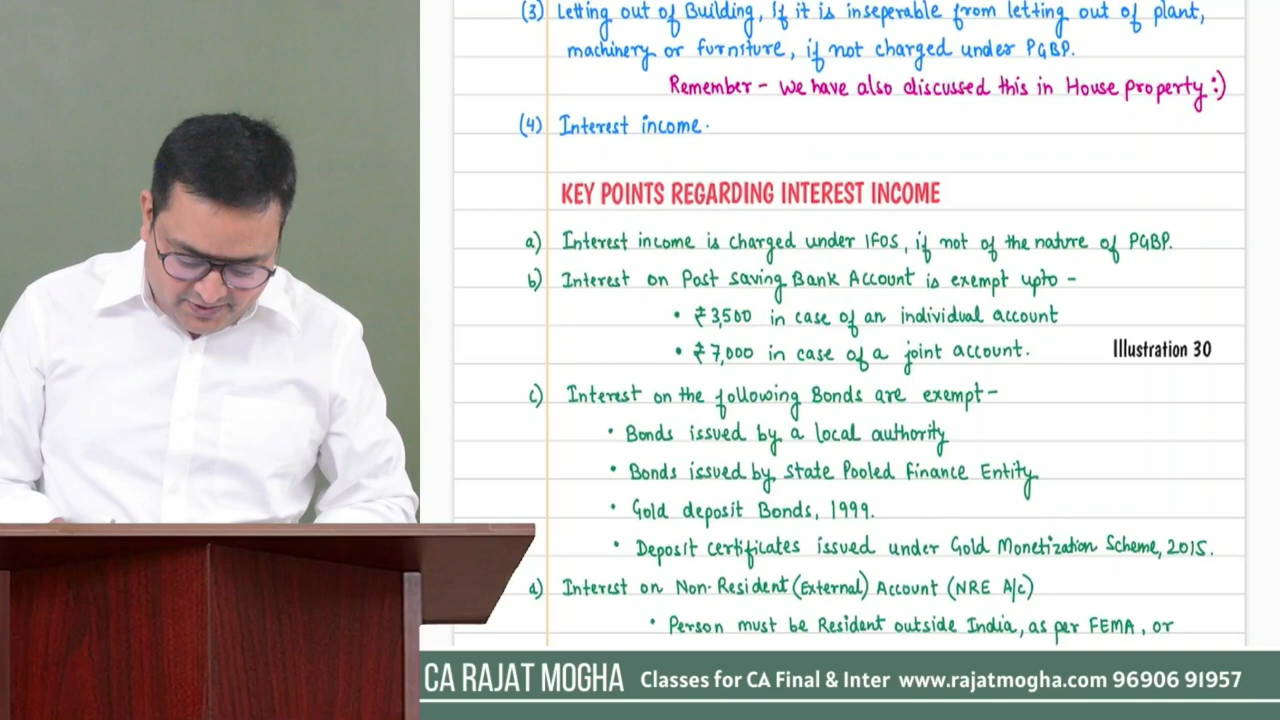 (3) Letting out of Building, if it is inseperable from letting out of plant,
machinery or furniture, if not charged under PGBP.
Remember - we have also discussed this in House property :)
(4) Interest income.
KEY POINTS REGARDING INTEREST INCOME
a) Interest income is charged under IFOS, if not of the nature of PGBP.
b) Interest on Post Saving Bank Account is exempt upto -
• ₹3,500 in case of an individual account
• ₹7,000 in case of a joint account.
Illustration 30
c) Interest on the following Bonds are exempt -
• Bonds issued by a local authority
• Bonds issued by State Pooled Finance Entity
• Gold deposit Bonds, 1999.
• Deposit certificates issued under Gold Monetization Scheme, 2015.
d) Interest on Non-Resident (External) Account (NRE A/c)
• Person must be Resident outside India, as per FEMA, or
CA RAJAT MOGHA Classes for CA Final & Inter www.rajatmogha.com 96906 91957